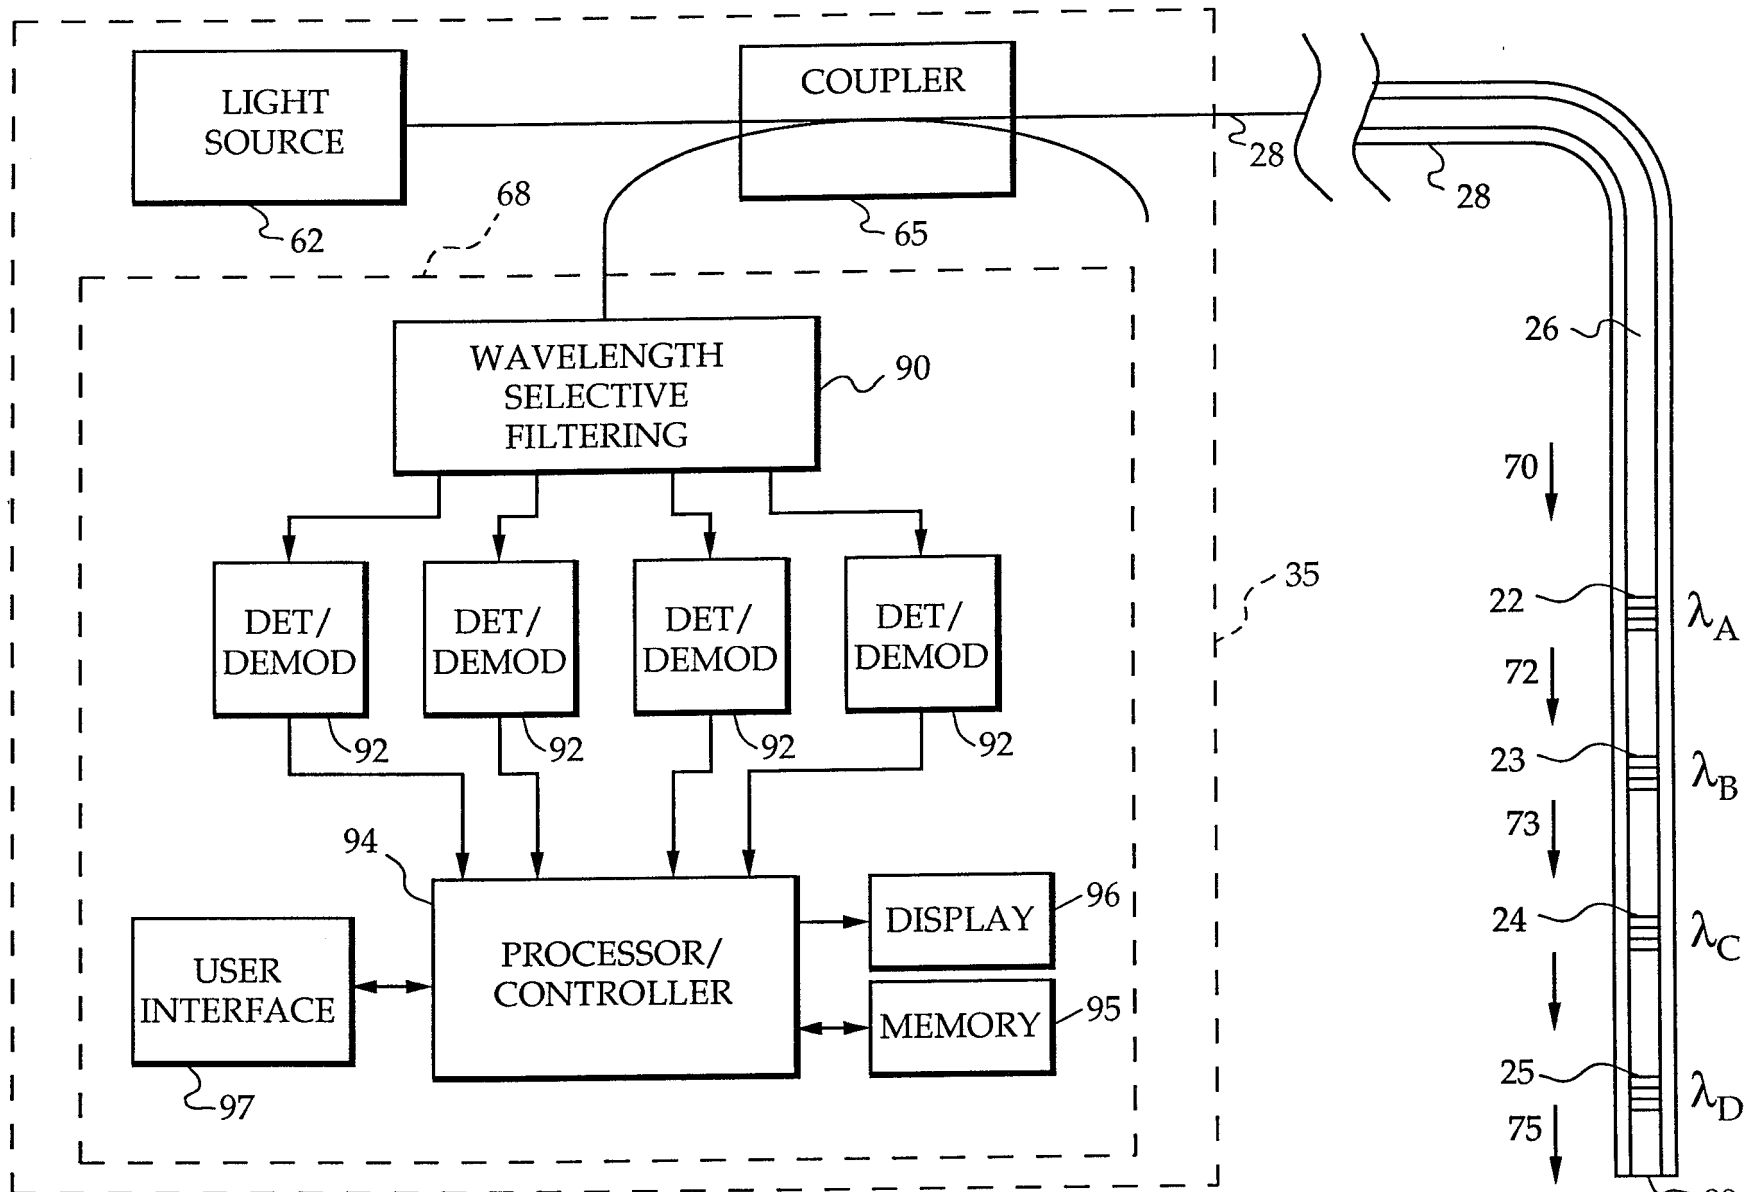 LIGHT
SOURCE
62
COUPLER
65
28
28
68
26
WAVELENGTH
SELECTIVE
FILTERING
90
70
DET/
DEMOD
92
DET/
DEMOD
92
DET/
DEMOD
92
DET/
DEMOD
92
35
22
λA
72
23
λB
73
24
λC
25
λD
75
94
PROCESSOR/
CONTROLLER
USER
INTERFACE
97
DISPLAY
96
MEMORY
95